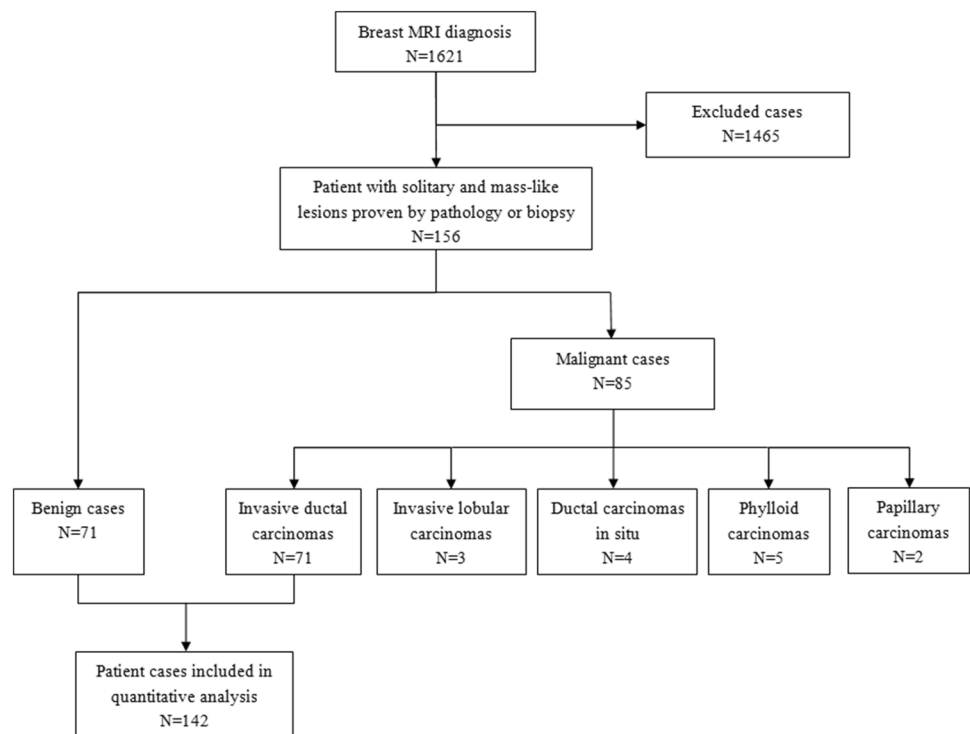 Breast MRI diagnosis
N=1621
Excluded cases
N=1465
Patient with solitary and mass-like
lesions proven by pathology or biopsy
N=156
Malignant cases
N=85
Benign cases
N=71
Invasive ductal
carcinomas
N=71
Invasive lobular
carcinomas
N=3
Ductal carcinomas
in situ
N=4
Phylloid
carcinomas
N=5
Papillary
carcinomas
N=2
Patient cases included in
quantitative analysis
N=142